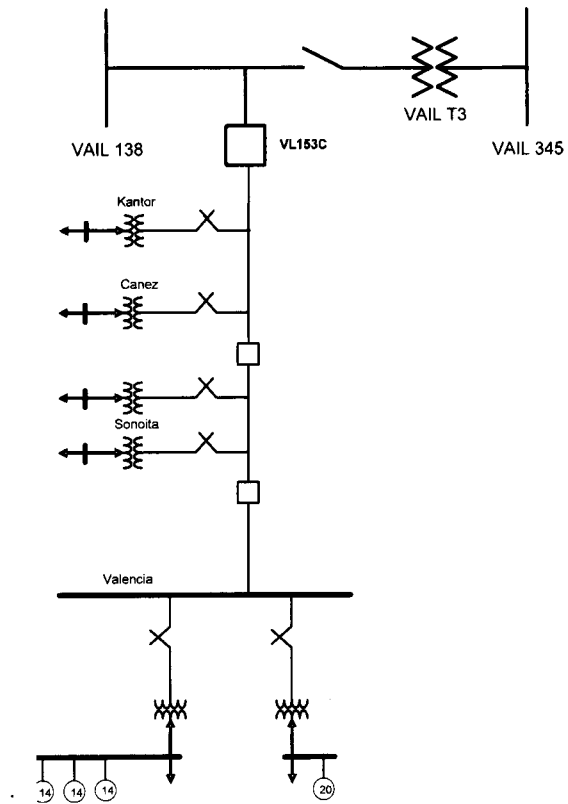 VAIL T3
VAIL 138
VL153C
VAIL 345
Kantor
Canez
Sonoita
Valencia
14 14 14 20